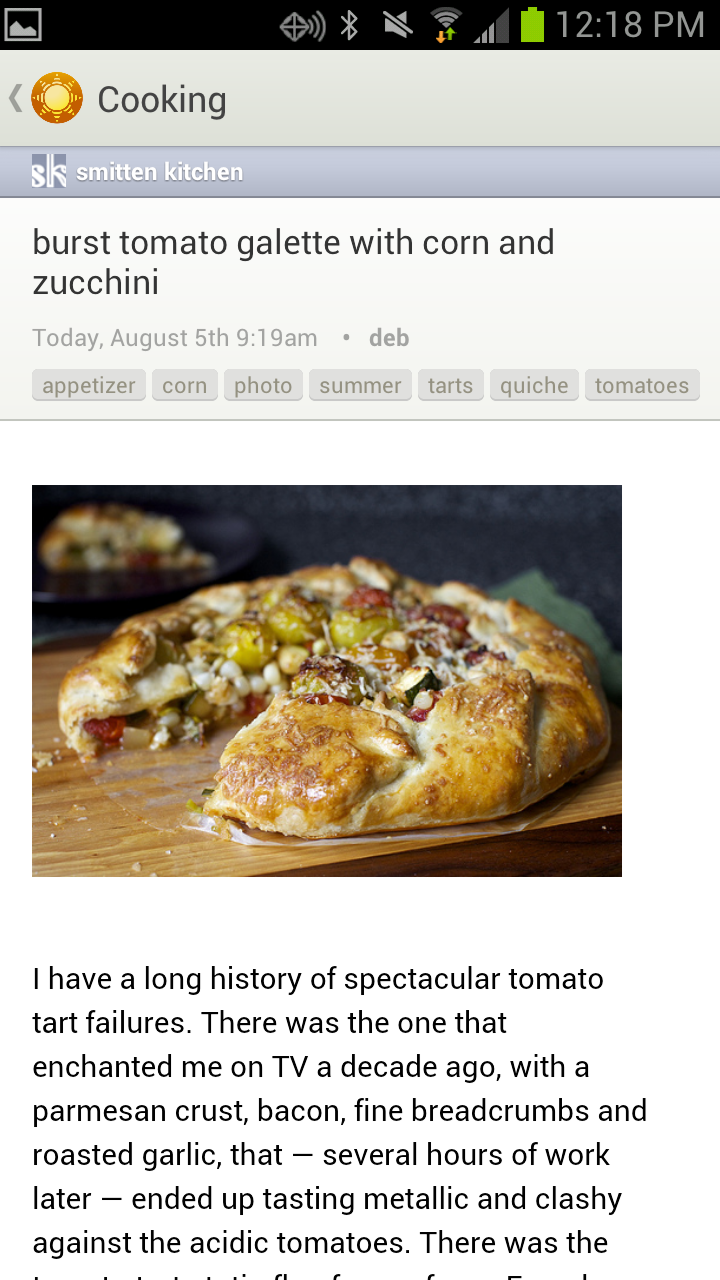 12:18 PM
Cooking
sk smitten kitchen
burst tomato galette with corn and
zucchini
Today, August 5th 9:19am • deb
appetizer corn photo summer tarts quiche tomatoes
I have a long history of spectacular tomato
tart failures. There was the one that
enchanted me on TV a decade ago, with a
parmesan crust, bacon, fine breadcrumbs and
roasted garlic, that — several hours of work
later — ended up tasting metallic and clashy
against the acidic tomatoes. There was the